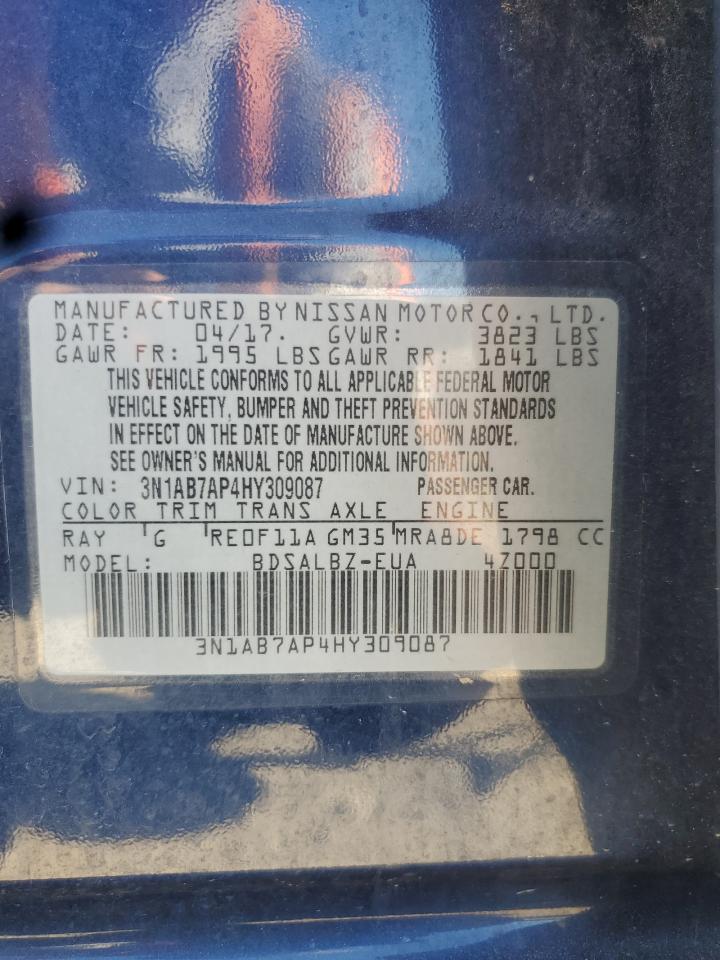 MANUFACTURED BY NISSAN MOTOR CO., LTD.
DATE: 04/17. GVWR: 3823 LBS
GAWR FR: 1995 LBS GAWR RR: 1841 LBS
THIS VEHICLE CONFORMS TO ALL APPLICABLE FEDERAL MOTOR
VEHICLE SAFETY, BUMPER AND THEFT PREVENTION STANDARDS
IN EFFECT ON THE DATE OF MANUFACTURE SHOWN ABOVE.
SEE OWNER'S MANUAL FOR ADDITIONAL INFORMATION.
VIN: 3N1AB7AP4HY309087 PASSENGER CAR.
COLOR TRIM TRANS AXLE ENGINE
RAY G RE0F11A GM35 MRA8DE 1798 CC
MODEL: BDSALBZ-EUA 4Z000
3N1AB7AP4HY309087